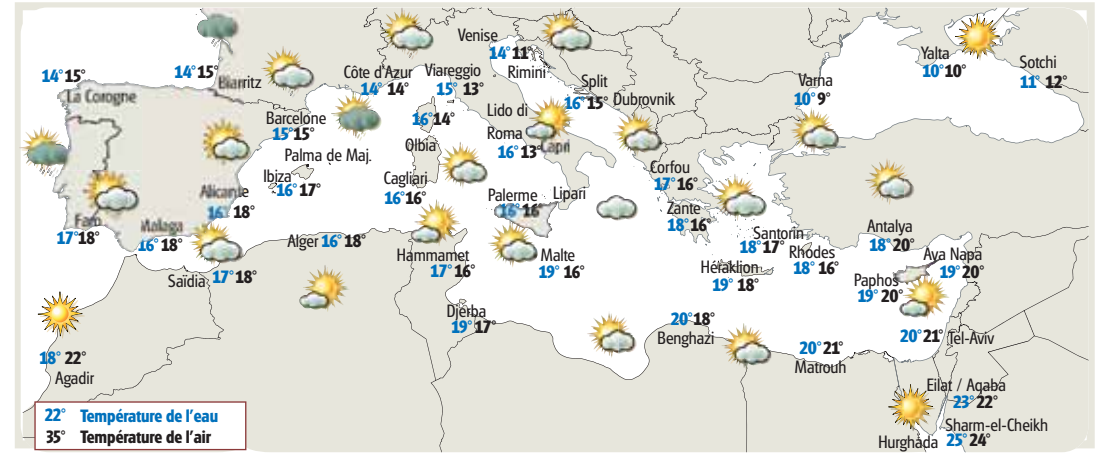 Venise
14° 11°
Rimini
Yalta
10° 10°
Sotchi
11° 12°
14° 15°
La Corogne
14° 15°
Biarritz
Côte d'Azur
14° 14°
Viareggio
15° 13°
Split
16° 15°
Dubrovnik
Varna
10° 9°
Barcelone
15° 15°
16° 14°
Olbia
Lido di
Roma
16° 13°
Capri
Palma de Maj.
Ibiza
16° 17°
Cagliari
16° 16°
Palerme
16° 16°
Lipari
Corfou
17° 16°
Zante
18° 16°
Alicante
16° 18°
Faro
17° 18°
Malaga
16° 18°
Saïdia
17° 18°
Alger 16° 18°
Hammamet
17° 16°
Malte
19° 16°
Santorin
18° 17°
Rhodes
18° 16°
Antalya
18° 20°
Aya Napa
19° 20°
Paphos
19° 20°
Héraklion
19° 18°
Djerba
19° 17°
20° 18°
Benghazi
20° 21°
Matrouh
20° 21°
Tel-Aviv
18° 22°
Agadir
Eilat / Aqaba
23° 22°
Sharm-el-Cheikh
25° 24°
Hurghada
22° Température de l'eau
35° Température de l'air